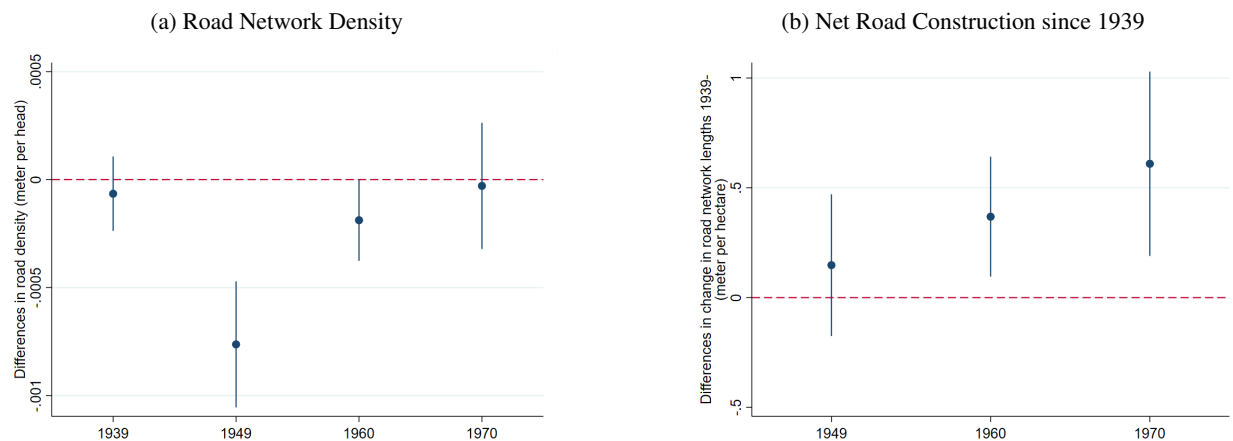 (a) Road Network Density
Differences in road density (meter per head)
.0005
0
-.0005
-.001
1939 1949 1960 1970
(b) Net Road Construction since 1939
Differences in change in road network lengths 1939-
(meter per hectare)
1
.5
0
-.5
1949 1960 1970